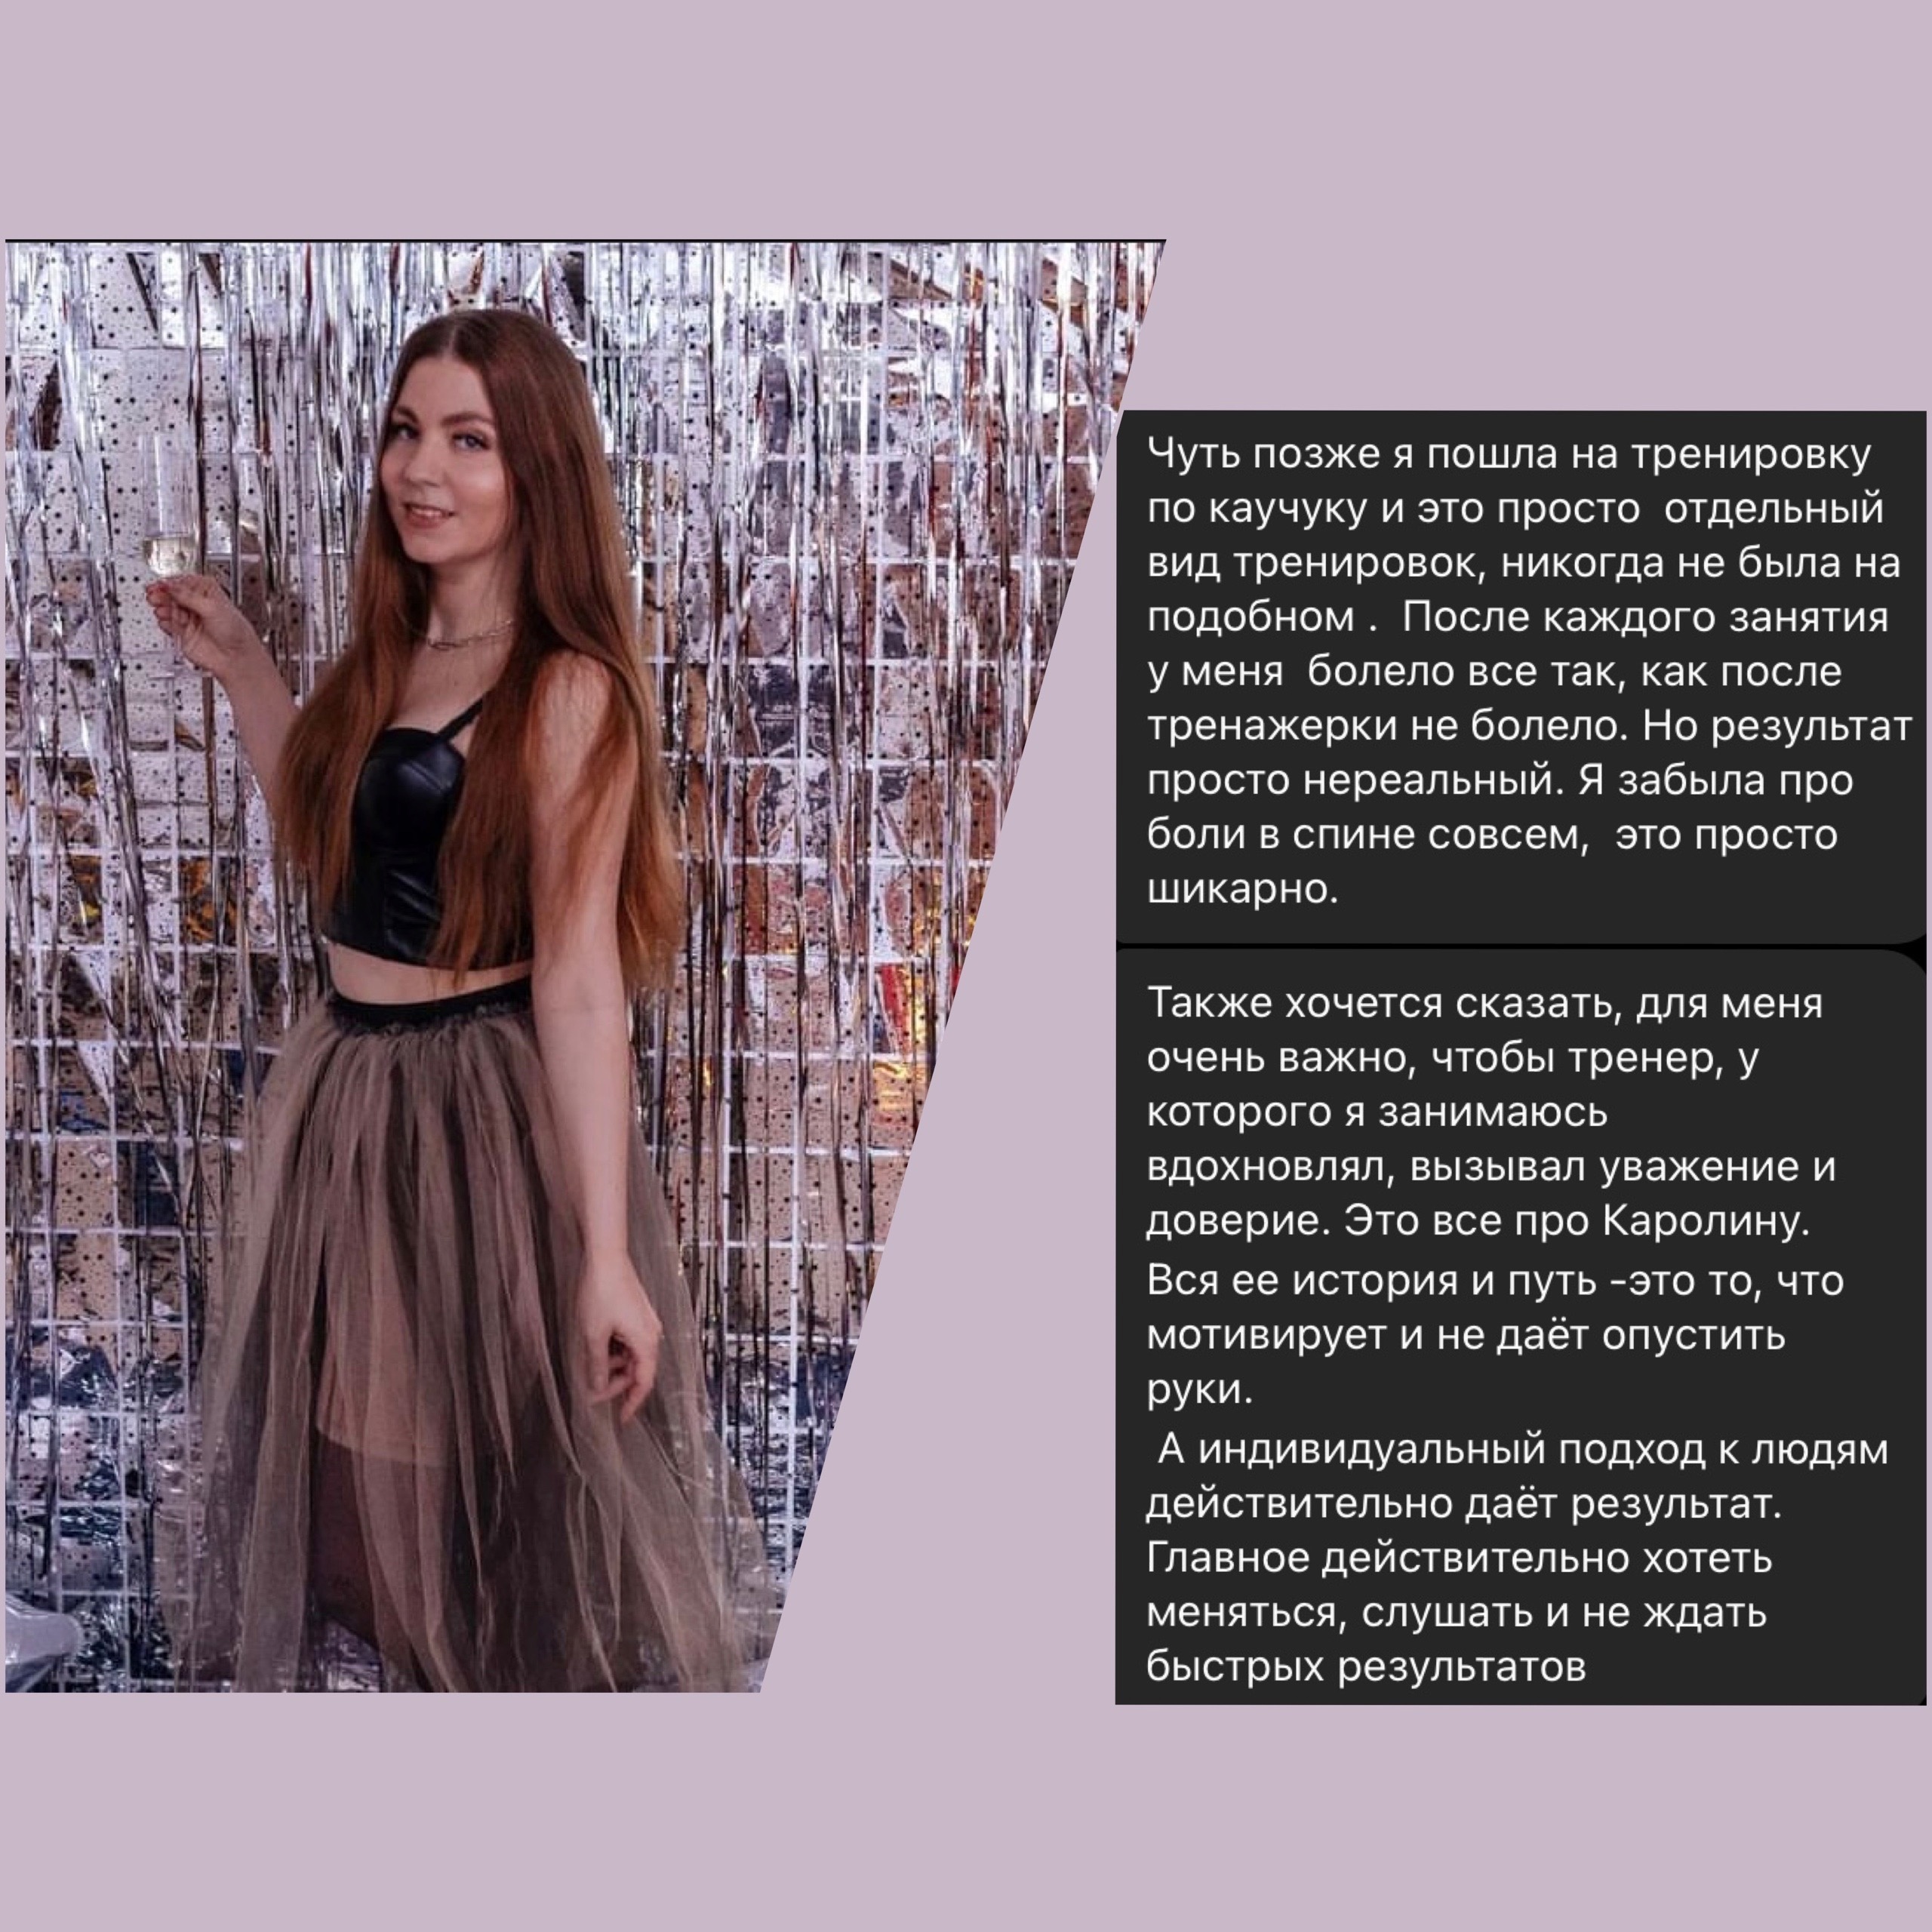 Чуть позже я пошла на тренировку
по каучуку и это просто  отдельный
вид тренировок, никогда не была на
подобном .  После каждого занятия
у меня  болело все так, как после
тренажерки не болело. Но результат
просто нереальный. Я забыла про
боли в спине совсем,  это просто
шикарно.
Также хочется сказать, для меня
очень важно, чтобы тренер, у
которого я занимаюсь
вдохновлял, вызывал уважение и
доверие. Это все про Каролину.
Вся ее история и путь -это то, что
мотивирует и не даёт опустить
руки.
А индивидуальный подход к людям
действительно даёт результат.
Главное действительно хотеть
меняться, слушать и не ждать
быстрых результатов